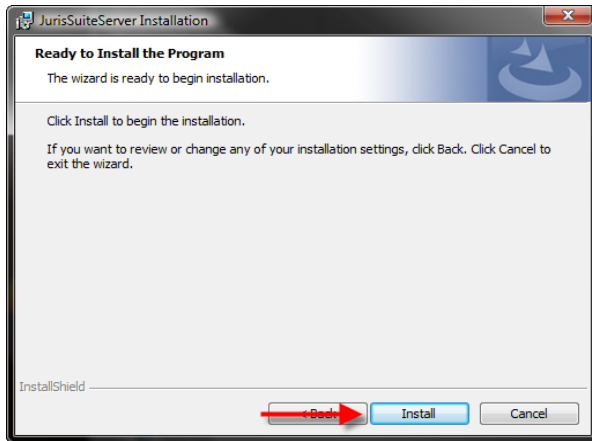 JurisSuiteServer Installation
Ready to Install the Program
The wizard is ready to begin installation.
Click Install to begin the installation.
If you want to review or change any of your installation settings, click Back. Click Cancel to
exit the wizard.
InstallShield
< Back Install Cancel